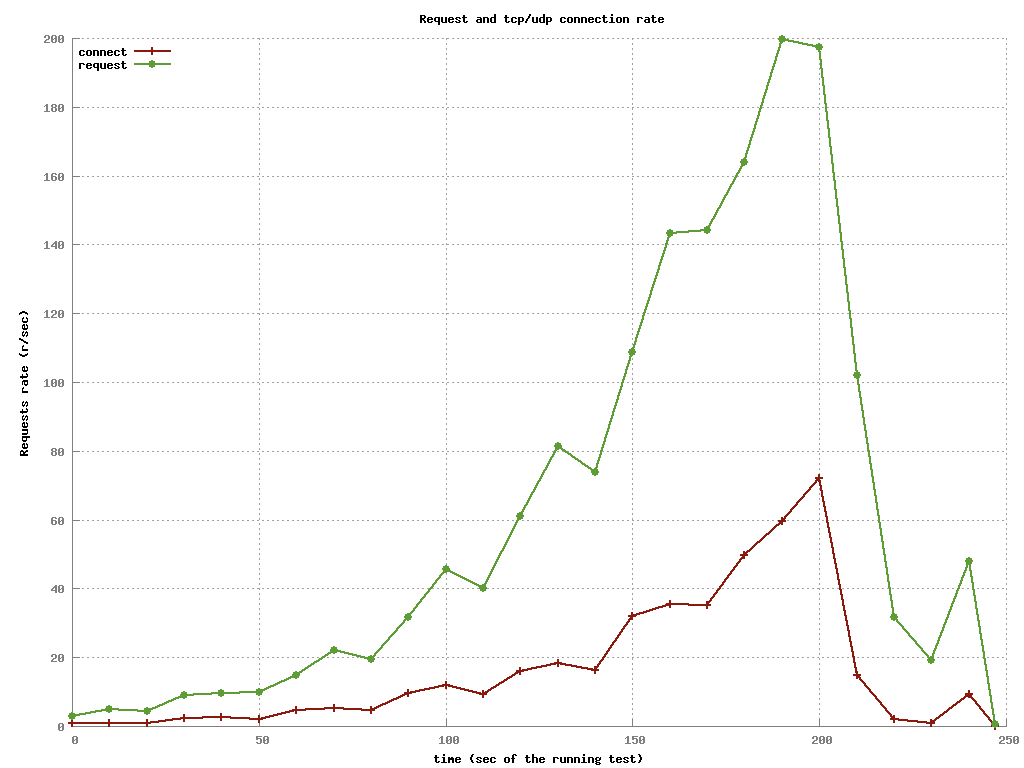 Request and tcp/udp connection rate
connect
request
200
180
160
140
120
100
80
60
40
20
0
Requests rate (r/sec)
0 50 100 150 200 250
time (sec of the running test)